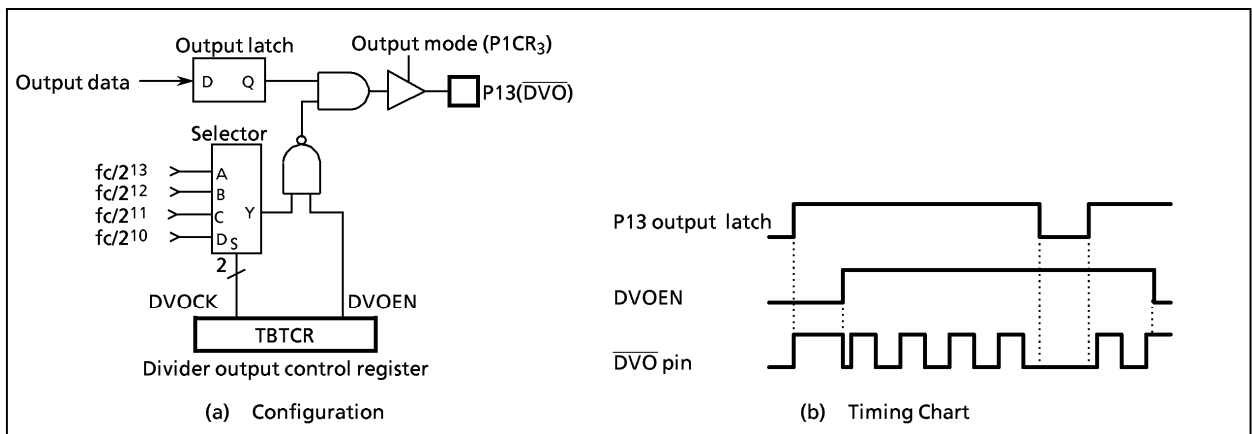 Output latch
Output mode (P1CR3)
Output data
D Q
P13(DVO)
Selector
fc/2^13
fc/2^12
fc/2^11
fc/2^10
A
B
C
D
S
Y
2
DVOCK
DVOEN
TBTCR
Divider output control register
(a) Configuration
P13 output latch
DVOEN
DVO pin
(b) Timing Chart